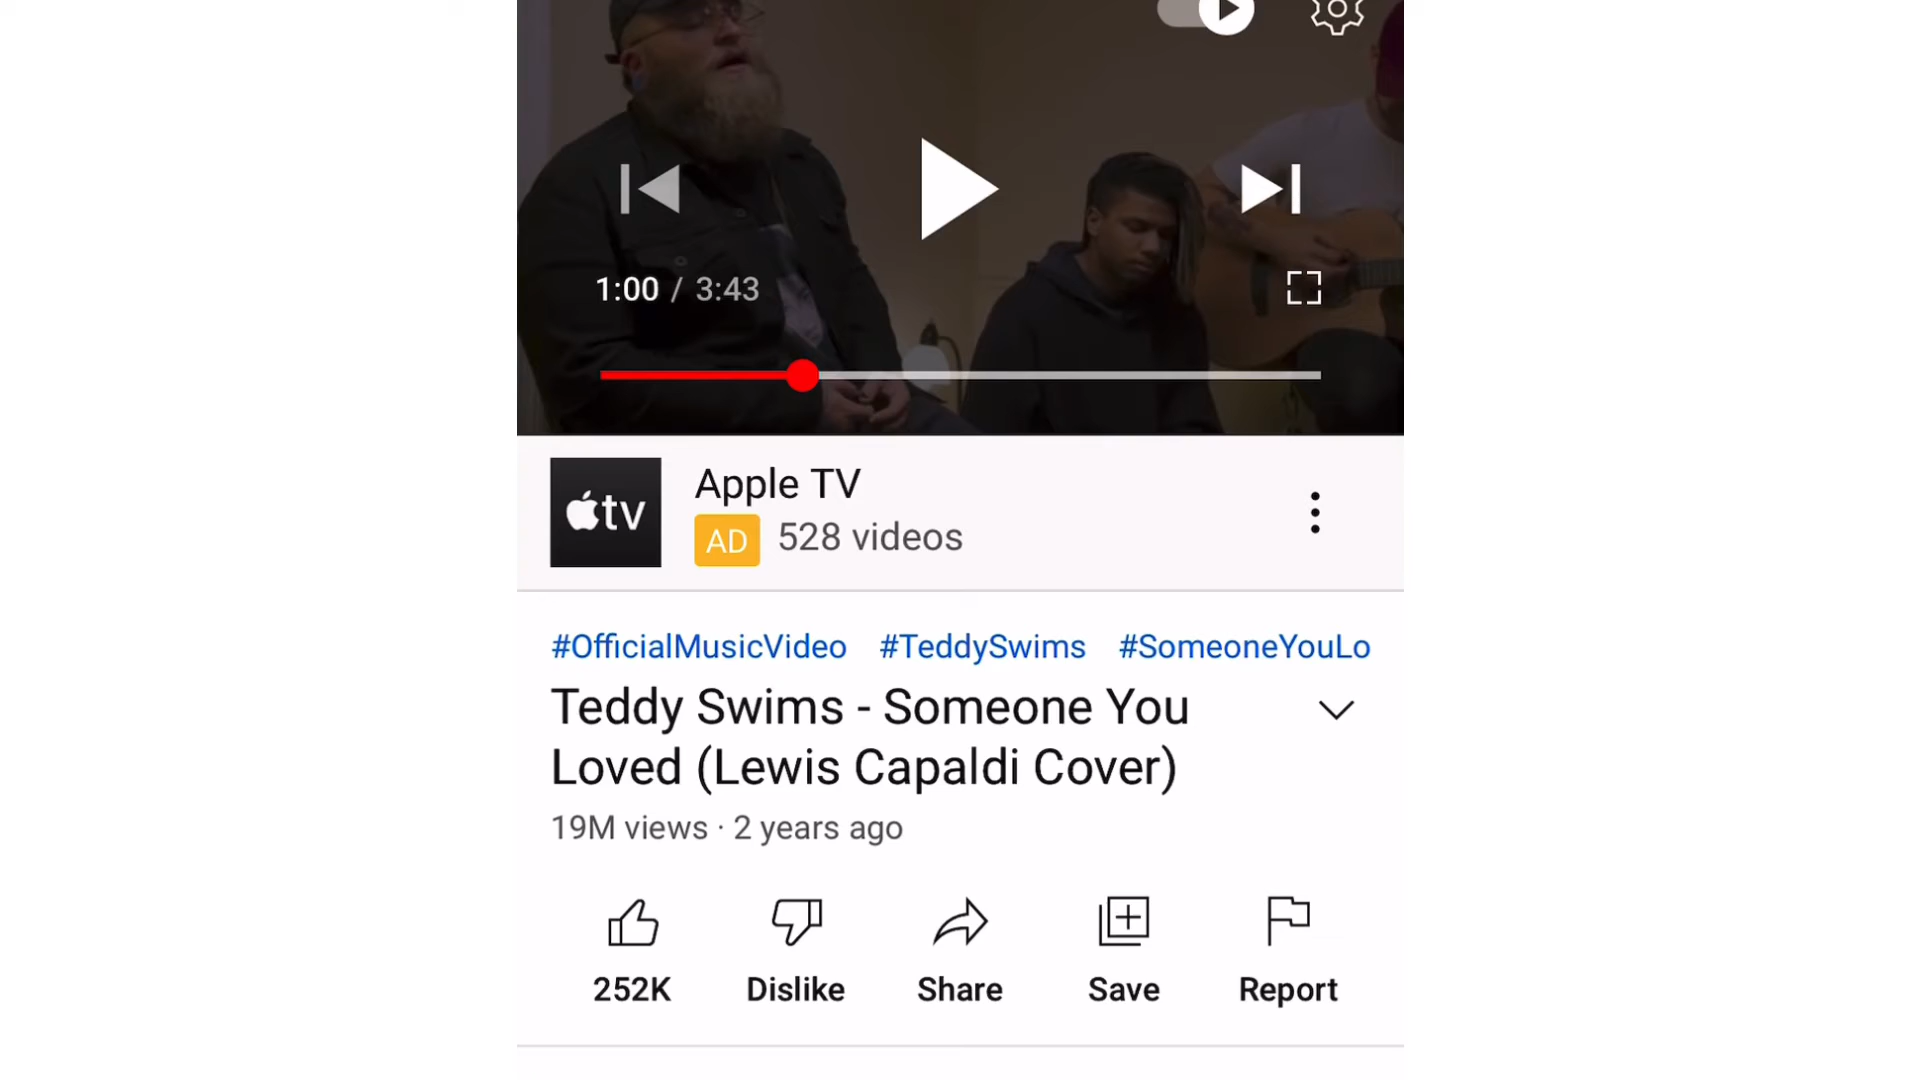 1:00 / 3:43
tv
Apple TV
AD 528 videos
#OfficialMusicVideo #TeddySwims #SomeoneYouLo
Teddy Swims - Someone You
Loved (Lewis Capaldi Cover)
19M views · 2 years ago
252K Dislike Share Save Report